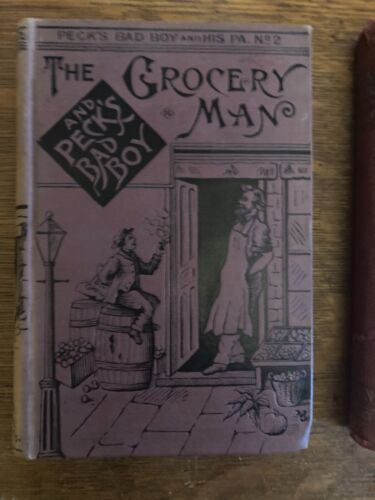 PECK'S BAD BOY AND HIS PA. NO 2
THE GROCERY
MAN
AND
PECK'S
BAD
BOY